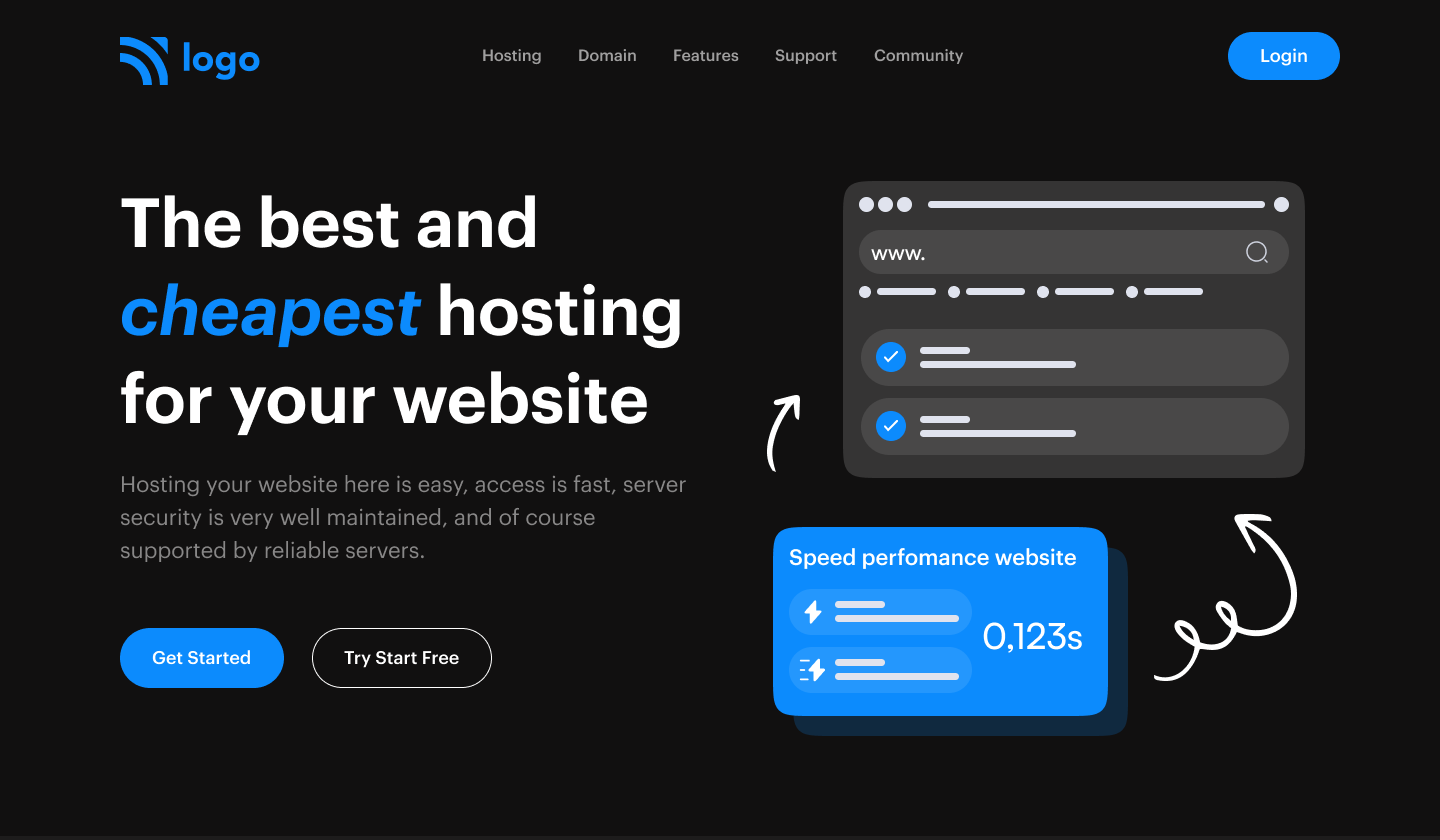 logo
Hosting Domain Features Support Community
Login
The best and
cheapest hosting
for your website
Hosting your website here is easy, access is fast, server
security is very well maintained, and of course
supported by reliable servers.
Get Started
Try Start Free
www.
Speed perfomance website
0,123s